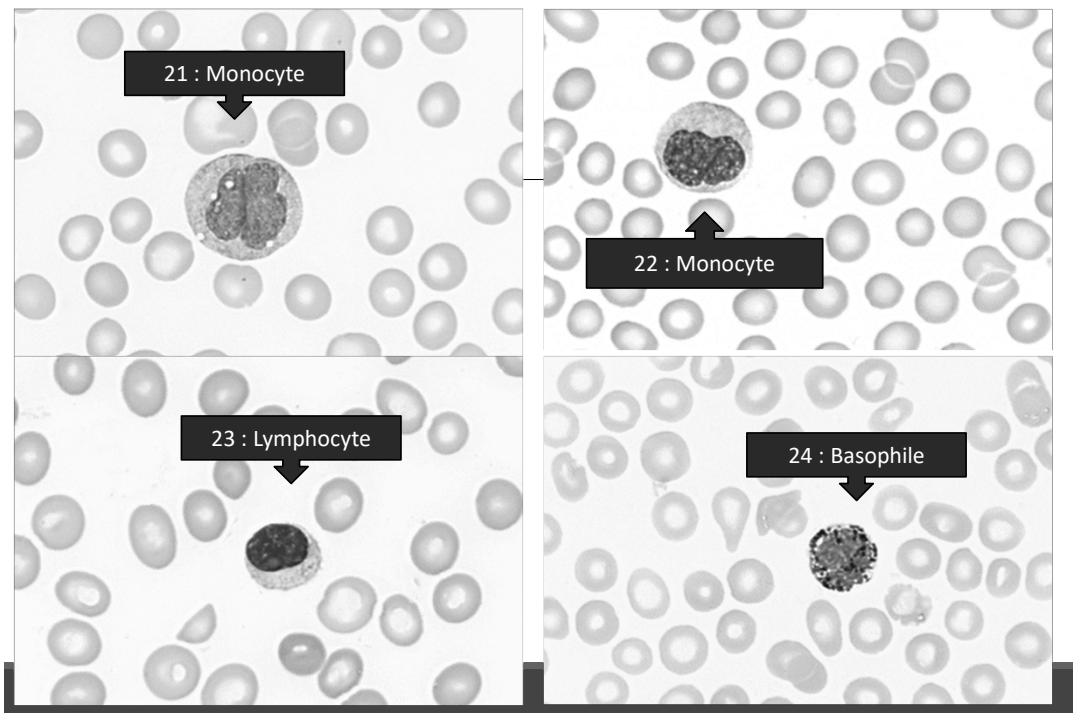 21 : Monocyte
22 : Monocyte
23 : Lymphocyte
24 : Basophile